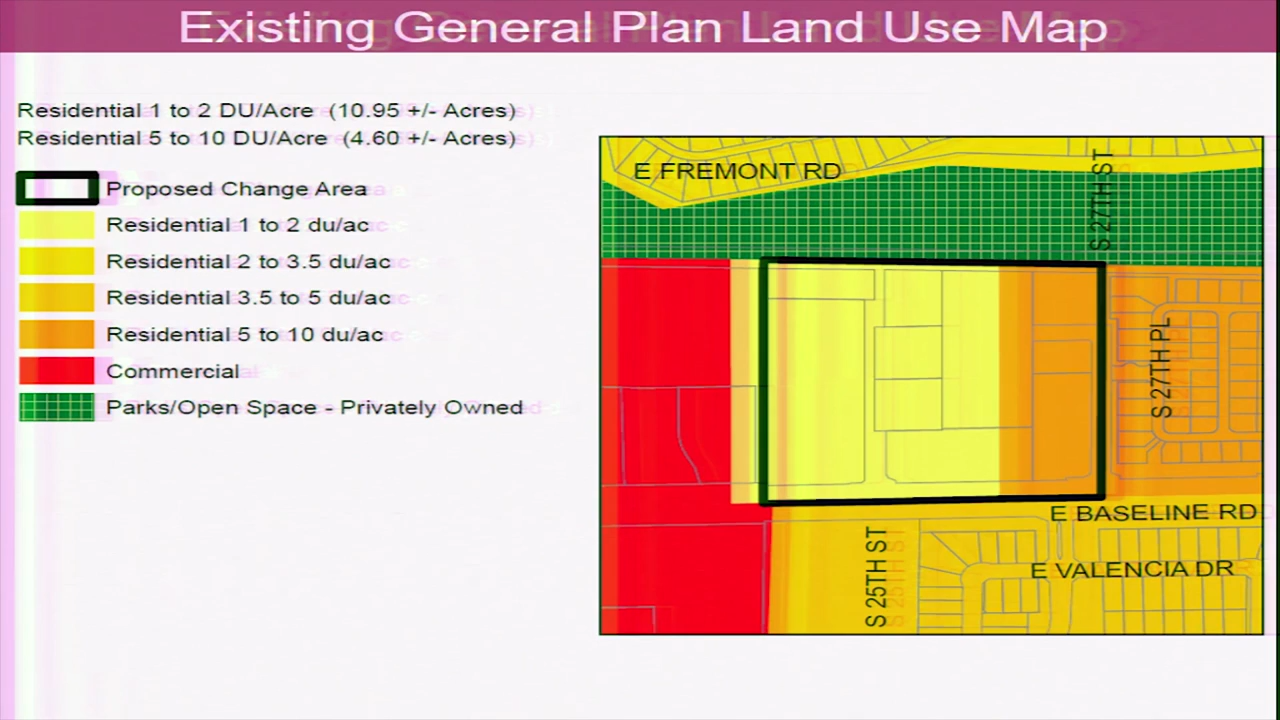 Existing General Plan Land Use Map
Residential 1 to 2 DU/Acre (10.95 +/- Acres)
Residential 5 to 10 DU/Acre (4.60 +/- Acres)
Proposed Change Area
Residential 1 to 2 du/ac
Residential 2 to 3.5 du/ac
Residential 3.5 to 5 du/ac
Residential 5 to 10 du/ac
Commercial
Parks/Open Space - Privately Owned
E FREMONT RD
S 27TH ST
S 27TH PL
E BASELINE RD
S 25TH ST
E VALENCIA DR